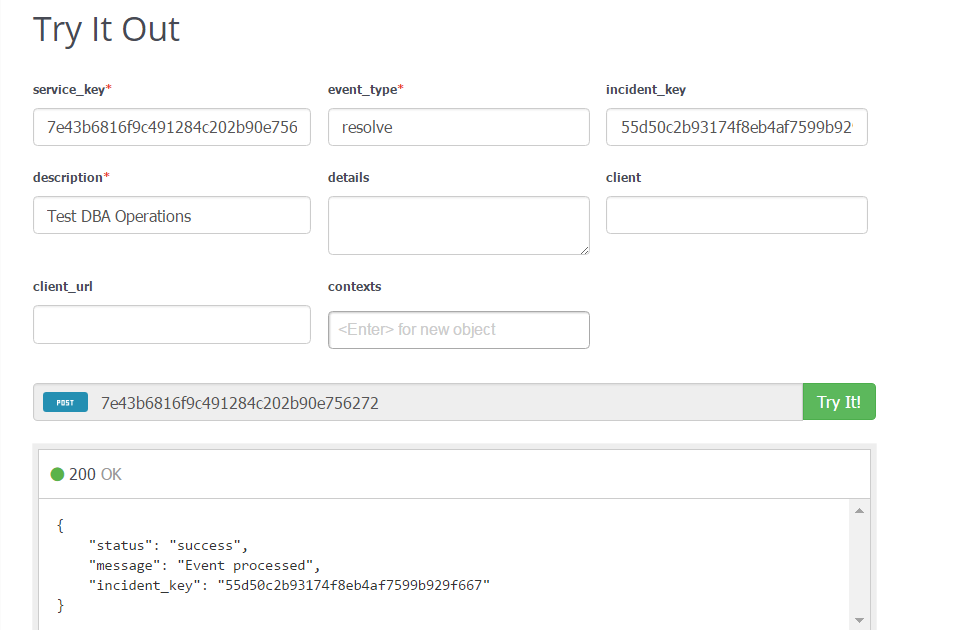 Try It Out
service_key* event_type* incident_key
7e43b6816f9c491284c202b90e756 resolve 55d50c2b93174f8eb4af7599b92
description* details client
Test DBA Operations
client_url contexts
<Enter> for new object
POST 7e43b6816f9c491284c202b90e756272 Try It!
200 OK
{
"status": "success",
"message": "Event processed",
"incident_key": "55d50c2b93174f8eb4af7599b929f667"
}